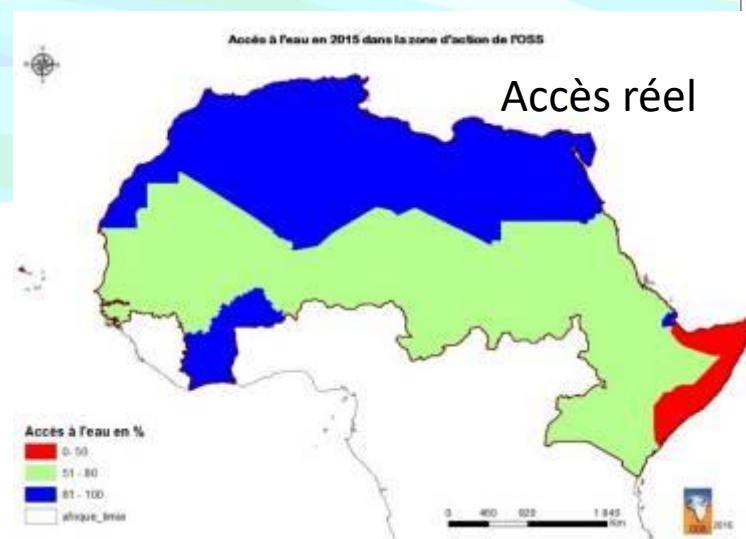 Accès à l'eau en 2015 dans la zone d'action de l'OSS
Accès réel
Accès à l'eau en %
0- 50
51 - 80
81 - 100
afrique_limis
0 460 920 1 840
Km
OSS 2016